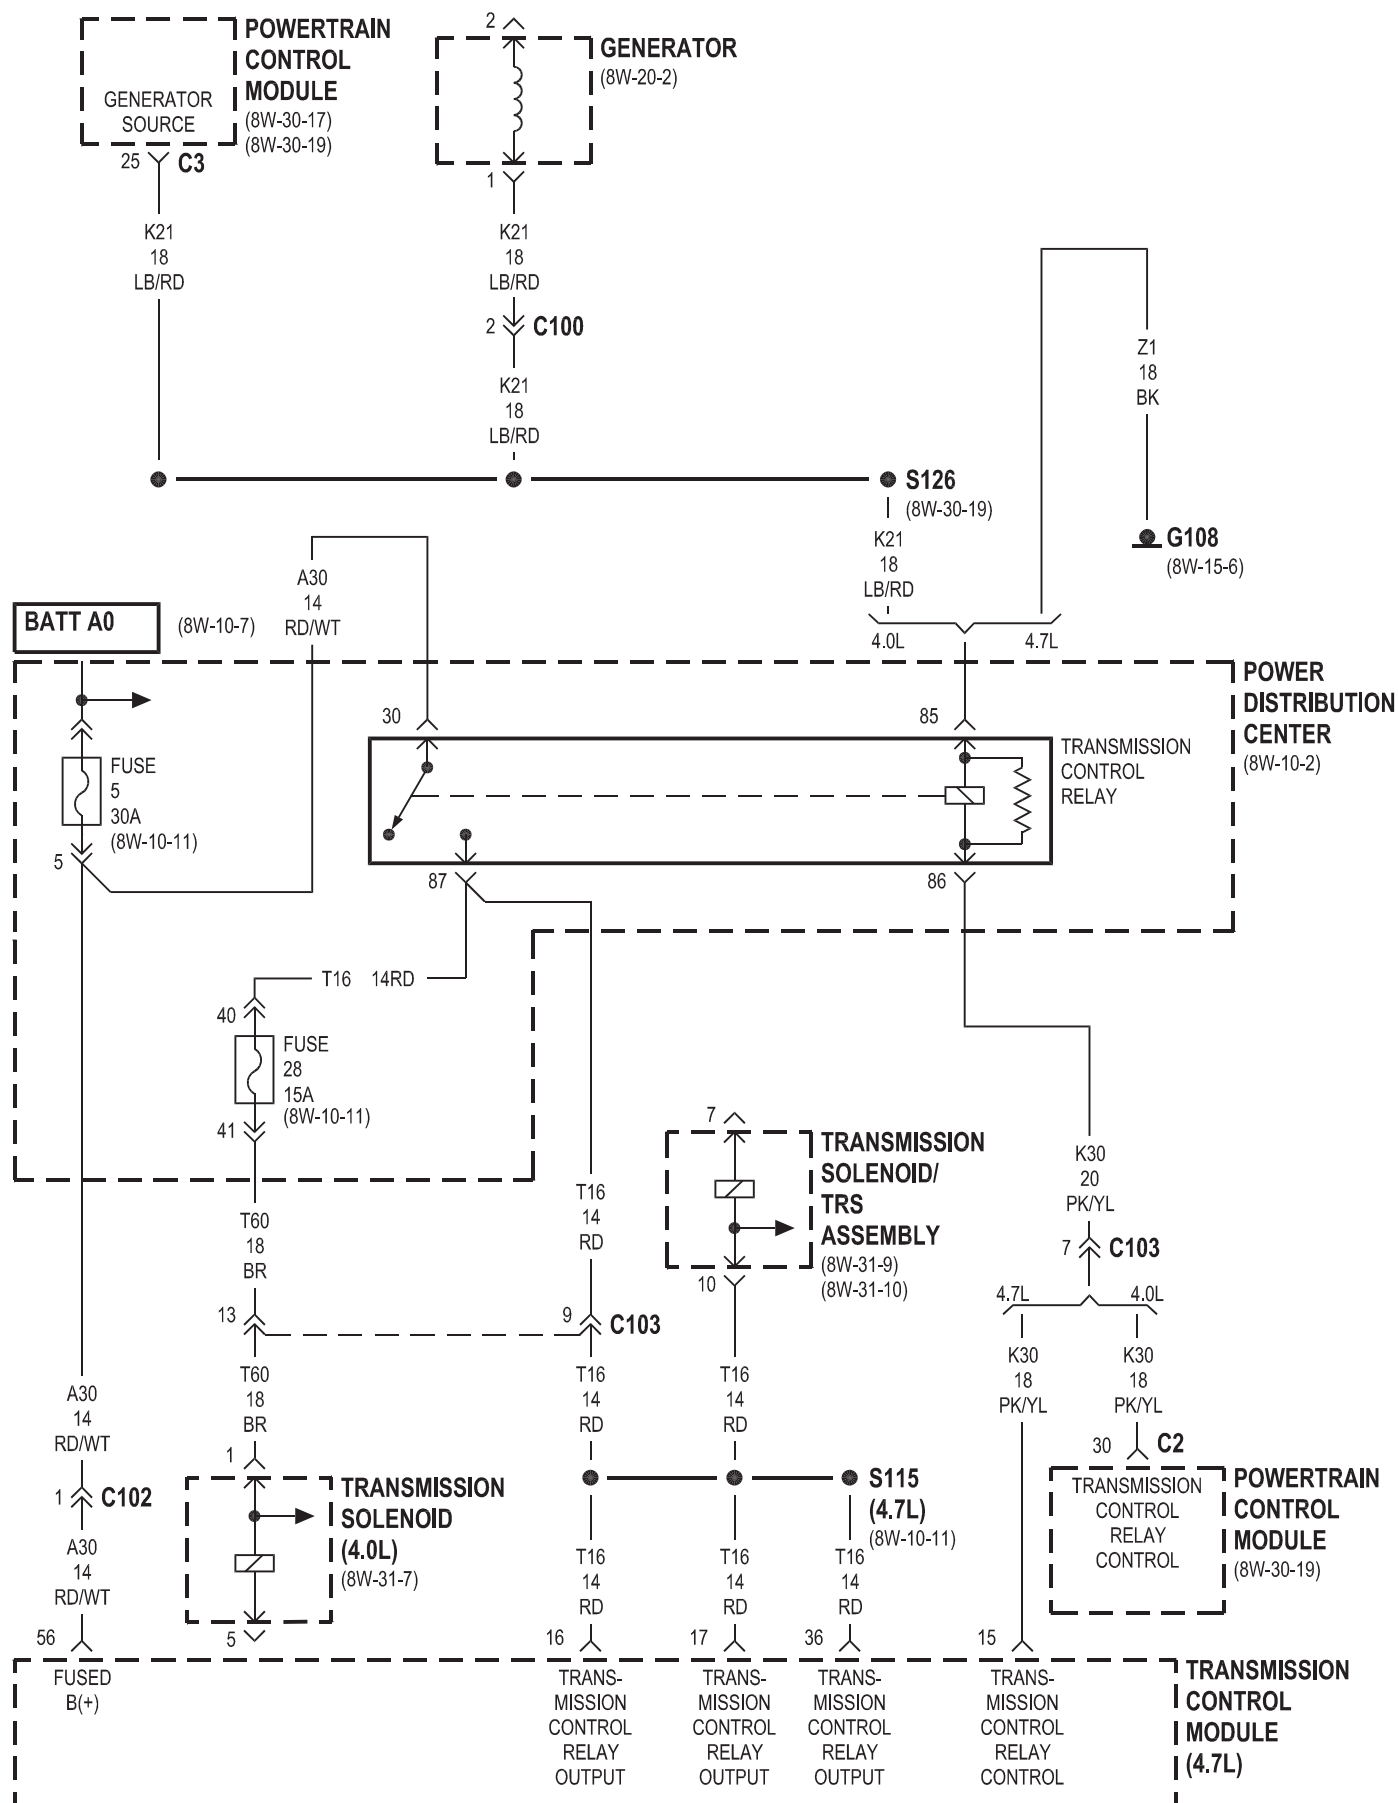 POWERTRAIN
CONTROL
MODULE
(8W-30-17)
(8W-30-19)
GENERATOR
SOURCE
25
C3
K21
18
LB/RD
2
GENERATOR
(8W-20-2)
1
K21
18
LB/RD
2
C100
K21
18
LB/RD
Z1
18
BK
G108
(8W-15-6)
S126
(8W-30-19)
K21
18
LB/RD
4.0L
4.7L
A30
14
RD/WT
BATT A0
(8W-10-7)
POWER
DISTRIBUTION
CENTER
(8W-10-2)
30
85
TRANSMISSION
CONTROL
RELAY
FUSE
5
30A
(8W-10-11)
5
87
86
T16 14RD
40
FUSE
28
15A
(8W-10-11)
41
7
TRANSMISSION
SOLENOID/
TRS
ASSEMBLY
(8W-31-9)
(8W-31-10)
10
K30
20
PK/YL
7
C103
4.7L
4.0L
T60
18
BR
T16
14
RD
13
9
C103
T60
18
BR
T16
14
RD
T16
14
RD
K30
18
PK/YL
K30
18
PK/YL
30
C2
A30
14
RD/WT
1
C102
A30
14
RD/WT
1
TRANSMISSION
SOLENOID
(4.0L)
(8W-31-7)
5
S115
(4.7L)
(8W-10-11)
TRANSMISSION
CONTROL
RELAY
CONTROL
POWERTRAIN
CONTROL
MODULE
(8W-30-19)
T16
14
RD
T16
14
RD
T16
14
RD
56
16
17
36
15
FUSED
B(+)
TRANS-
MISSION
CONTROL
RELAY
OUTPUT
TRANS-
MISSION
CONTROL
RELAY
OUTPUT
TRANS-
MISSION
CONTROL
RELAY
OUTPUT
TRANS-
MISSION
CONTROL
RELAY
CONTROL
TRANSMISSION
CONTROL
MODULE
(4.7L)